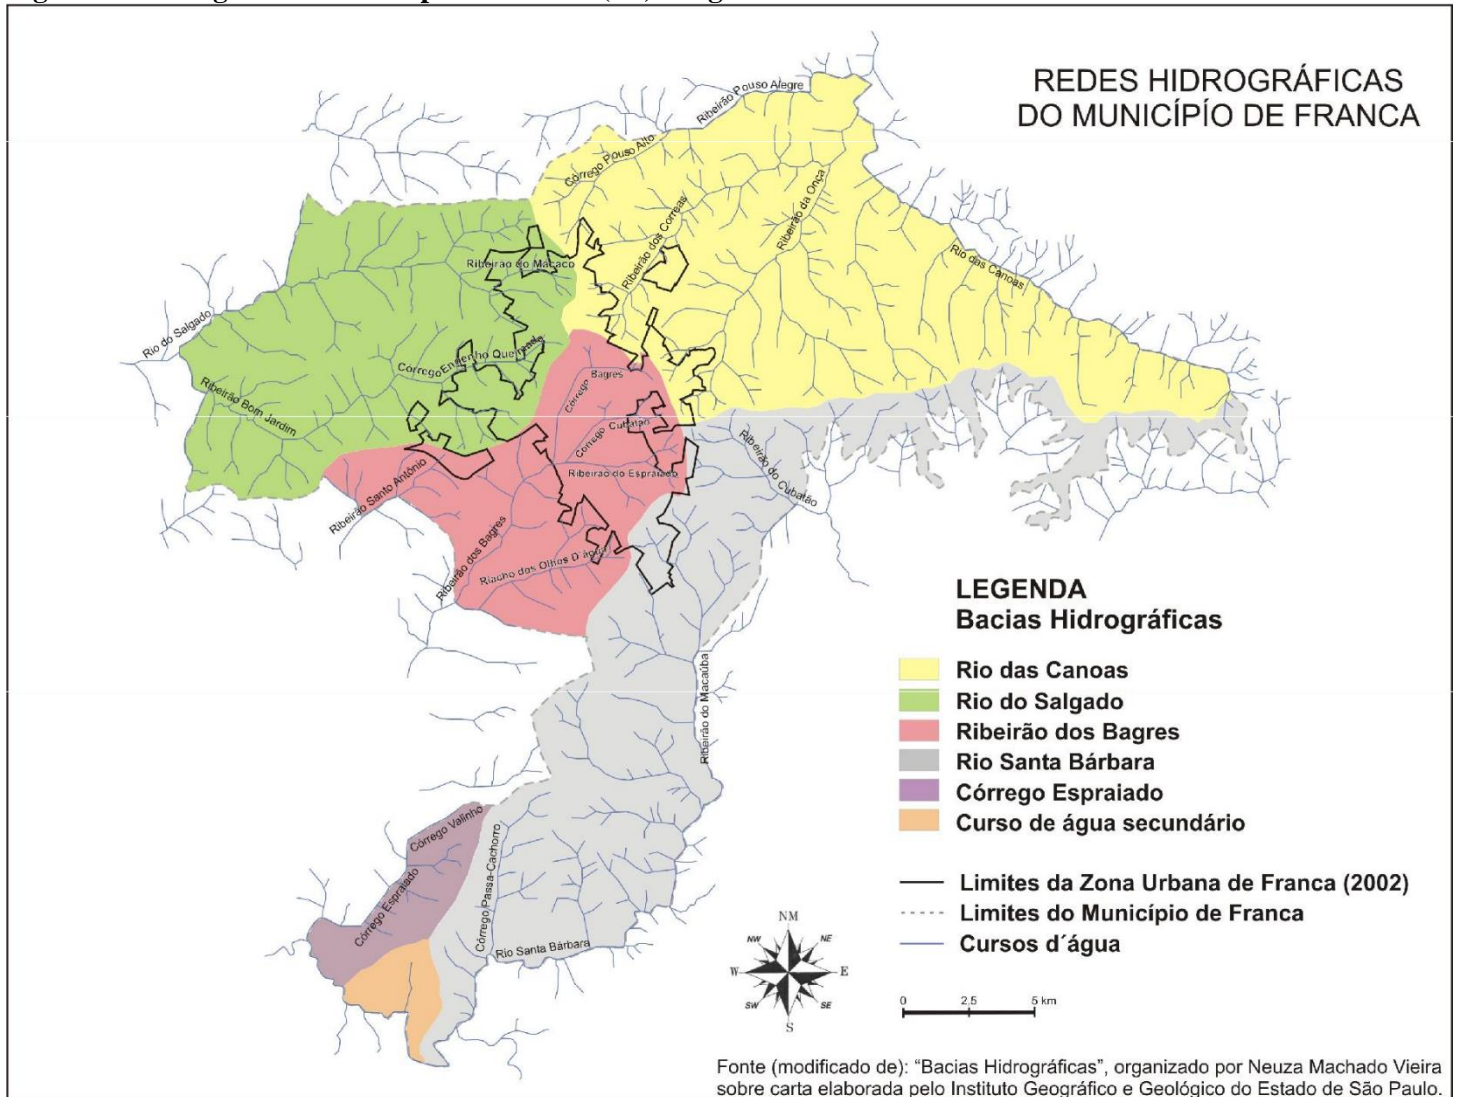 REDES HIDROGRÁFICAS
DO MUNICÍPÍO DE FRANCA
Ribeirão Pouso Alegre
Córrego Pouso Alto
Ribeirão da Onça
Ribeirão dos Correas
Rio das Canoas
Ribeirão do Macaco
Rio do Salgado
Córrego Engenho Queimada
Ribeirão Bom Jardim
Córrego Bagres
Córrego Cubatão
Ribeirão do Espraiado
Ribeirão do Cubatão
Ribeirão Santo Antônio
Ribeirão dos Bagres
Riacho dos Olhos D'água
Ribeirão do Macaúba
Córrego Valinho
Córrego Espraiado
Córrego Passa-Cachorro
Rio Santa Bárbara
LEGENDA
Bacias Hidrográficas
Rio das Canoas
Rio do Salgado
Ribeirão dos Bagres
Rio Santa Bárbara
Córrego Espraiado
Curso de água secundário
Limites da Zona Urbana de Franca (2002)
Limites do Município de Franca
Cursos d´água
NM
NW
NE
W
E
SW
SE
S
0 2,5 5 km
Fonte (modificado de): “Bacias Hidrográficas”, organizado por Neuza Machado Vieira
sobre carta elaborada pelo Instituto Geográfico e Geológico do Estado de São Paulo.